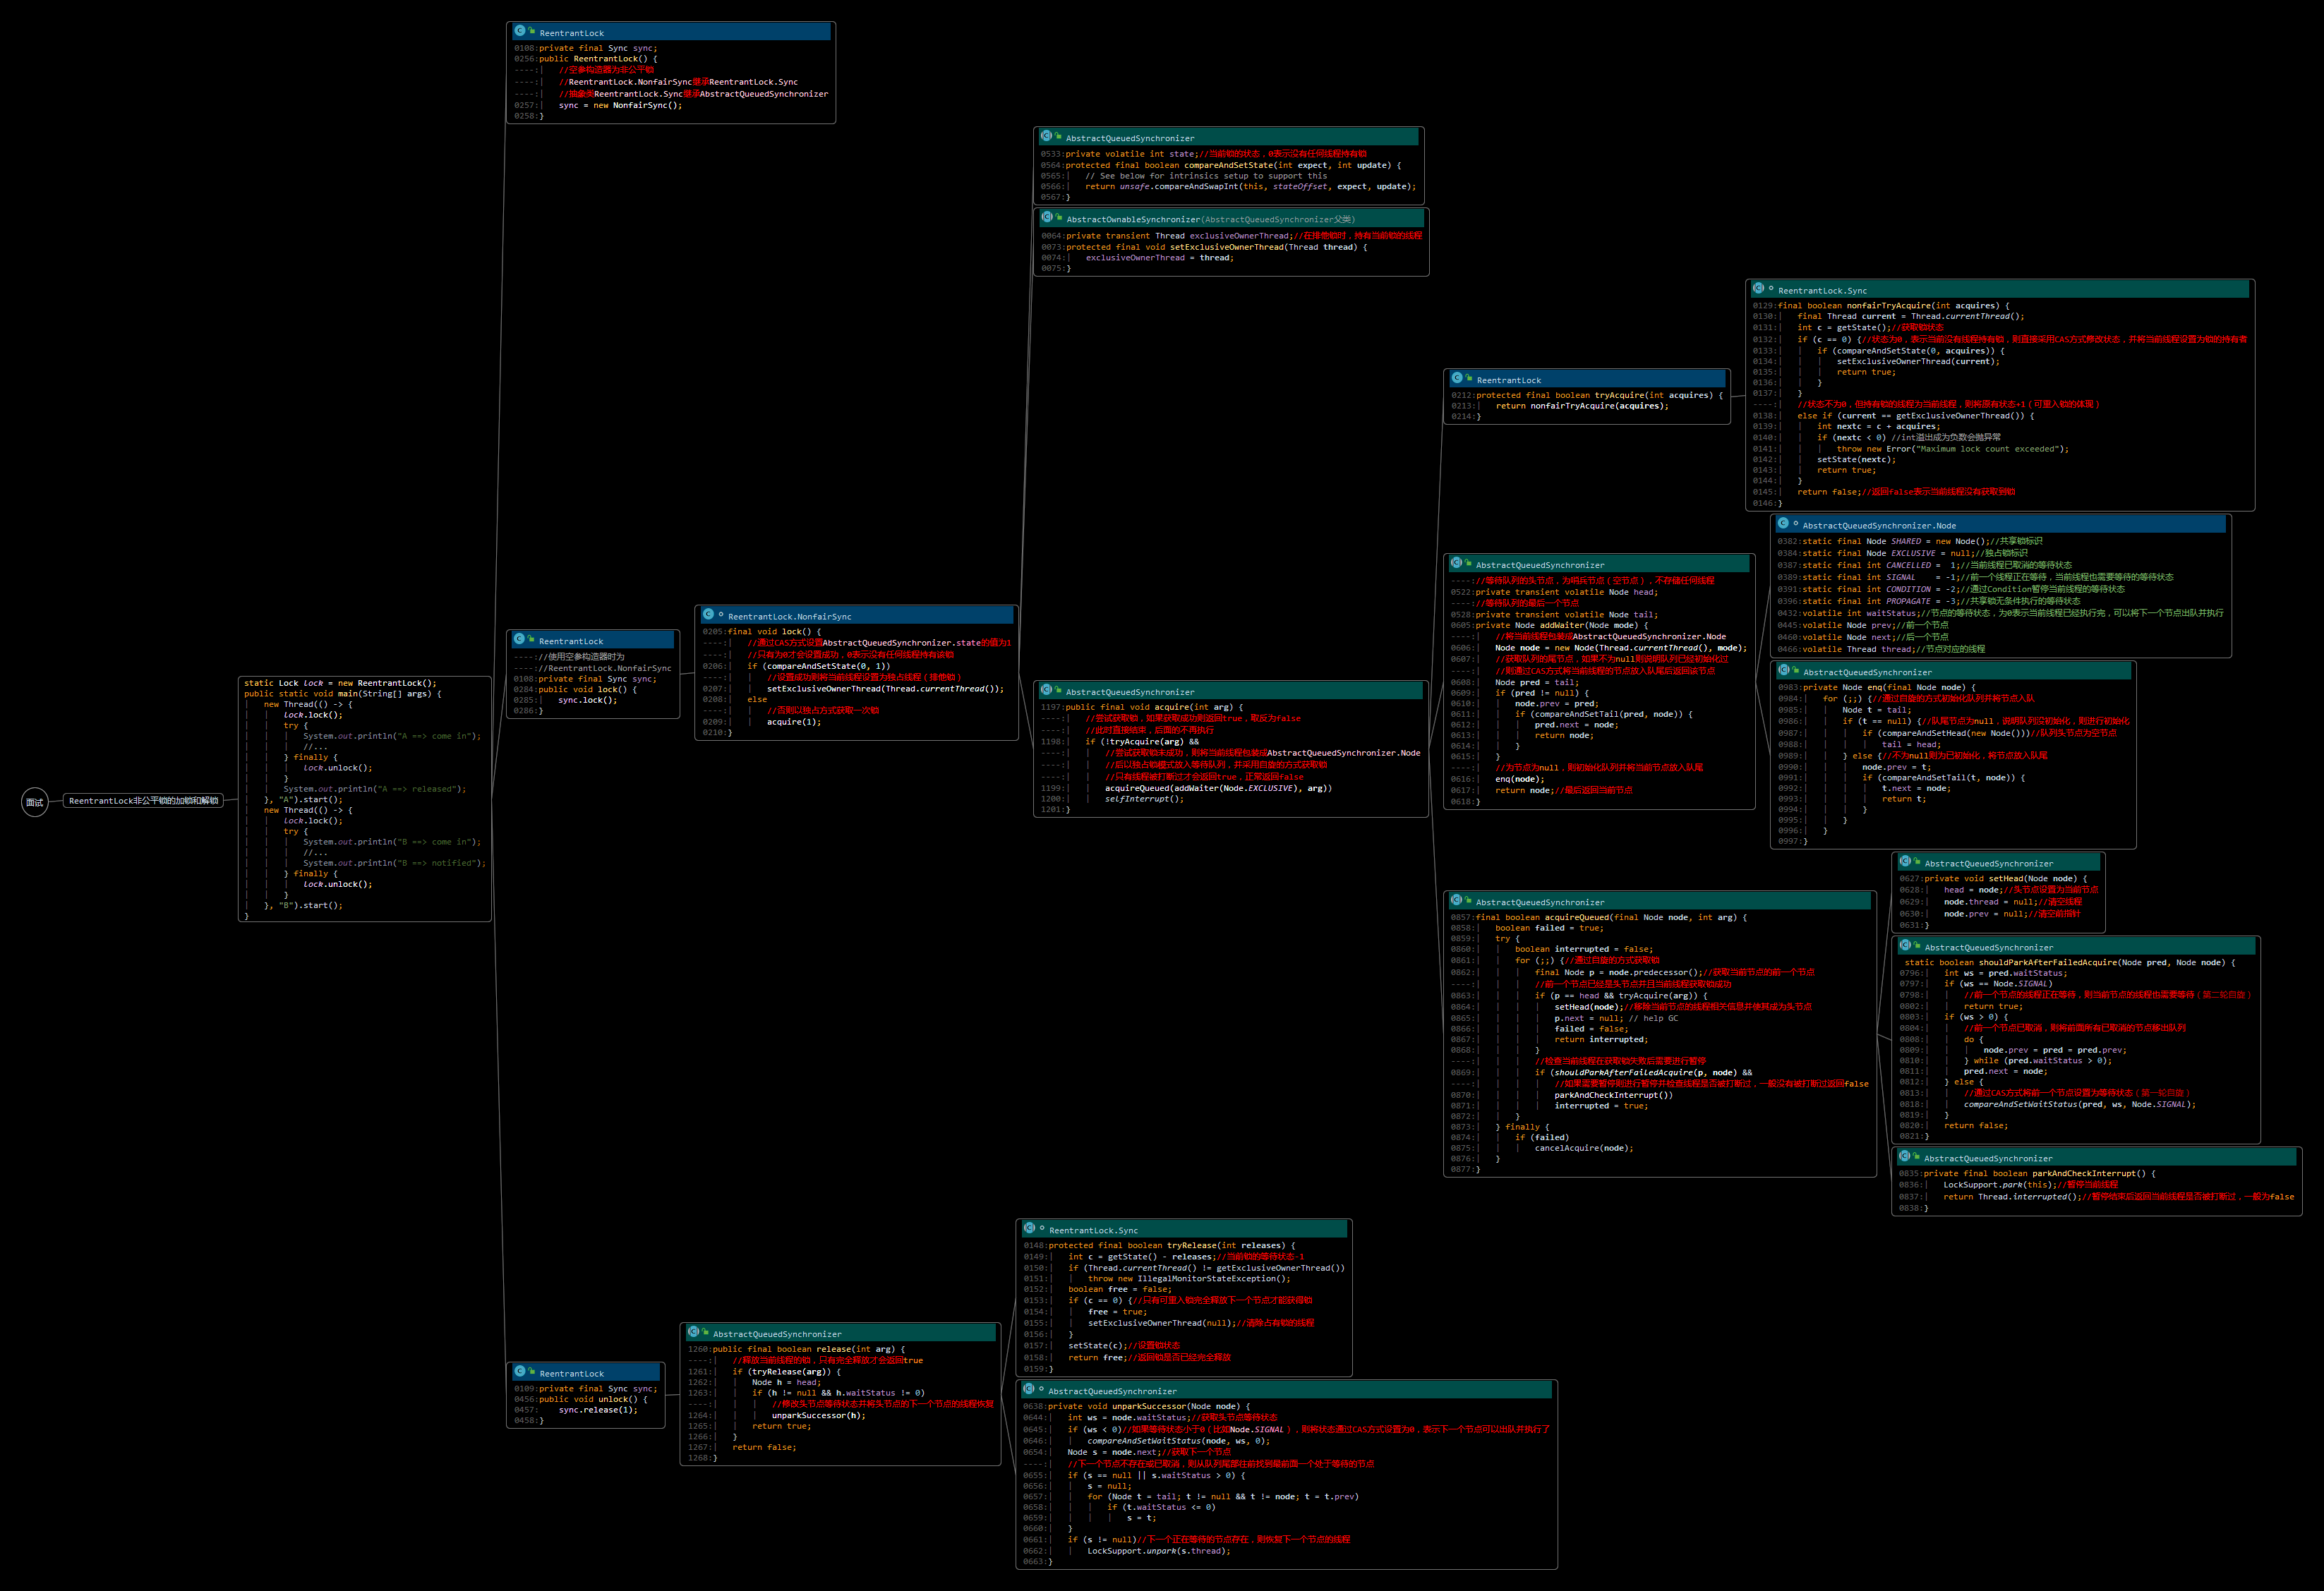 面试
ReentrantLock非公平锁的加锁和解锁
static Lock lock = new ReentrantLock();
public static void main(String[] args) {
new Thread(() -> {
lock.lock();
try {
System.out.println("A ==> come in");
//...
} finally {
lock.unlock();
}
System.out.println("A ==> released");
}, "A").start();
new Thread(() -> {
lock.lock();
try {
System.out.println("B ==> come in");
//...
System.out.println("B ==> notified");
} finally {
lock.unlock();
}
}, "B").start();
}
ReentrantLock
0108:private final Sync sync;
0256:public ReentrantLock() {
----:| //空参构造器为非公平锁
----:| //ReentrantLock.NonfairSync继承ReentrantLock.Sync
----:| //抽象类ReentrantLock.Sync继承AbstractQueuedSynchronizer
0257:| sync = new NonfairSync();
0258:}
ReentrantLock
----://使用空参构造器时为
----://ReentrantLock.NonfairSync
0108:private final Sync sync;
0284:public void lock() {
0285:| sync.lock();
0286:}
ReentrantLock.NonfairSync
0205:final void lock() {
----:| //通过CAS方式设置AbstractQueuedSynchronizer.state的值为1
----:| //只有为0才会设置成功，0表示没有任何线程持有该锁
0206:| if (compareAndSetState(0, 1))
----:| | //设置成功则将当前线程设置为独占线程（排他锁）
0207:| | setExclusiveOwnerThread(Thread.currentThread());
0208:| else
----:| | //否则以独占方式获取一次锁
0209:| | acquire(1);
0210:}
AbstractQueuedSynchronizer
0533:private volatile int state;//当前锁的状态，0表示没有任何线程持有锁
0564:protected final boolean compareAndSetState(int expect, int update) {
0565:| // See below for intrinsics setup to support this
0566:| return unsafe.compareAndSwapInt(this, stateOffset, expect, update);
0567:}
AbstractOwnableSynchronizer(AbstractQueuedSynchronizer父类)
0064:private transient Thread exclusiveOwnerThread;//在排他锁时，持有当前锁的线程
0073:protected final void setExclusiveOwnerThread(Thread thread) {
0074:| exclusiveOwnerThread = thread;
0075:}
AbstractQueuedSynchronizer
1197:public final void acquire(int arg) {
----:| //尝试获取锁，如果获取成功则返回true，取反为false
----:| //此时直接结束，后面的不再执行
1198:| if (!tryAcquire(arg) &&
----:| | //尝试获取锁未成功，则将当前线程包装成AbstractQueuedSynchronizer.Node
----:| | //后以独占锁模式放入等待队列，并采用自旋的方式获取锁
----:| | //只有线程被打断过才会返回true，正常返回false
1199:| | acquireQueued(addWaiter(Node.EXCLUSIVE), arg))
1200:| | selfInterrupt();
1201:}
ReentrantLock
0212:protected final boolean tryAcquire(int acquires) {
0213:| return nonfairTryAcquire(acquires);
0214:}
ReentrantLock.Sync
0129:final boolean nonfairTryAcquire(int acquires) {
0130:| final Thread current = Thread.currentThread();
0131:| int c = getState();//获取锁状态
0132:| if (c == 0) {//状态为0，表示当前没有线程持有锁，则直接采用CAS方式修改状态，并将当前线程设置为锁的持有者
0133:| | if (compareAndSetState(0, acquires)) {
0134:| | | setExclusiveOwnerThread(current);
0135:| | | return true;
0136:| | }
0137:| }
----:| //状态不为0，但持有锁的线程为当前线程，则将原有状态+1（可重入锁的体现）
0138:| else if (current == getExclusiveOwnerThread()) {
0139:| | int nextc = c + acquires;
0140:| | if (nextc < 0) //int溢出成为负数会抛异常
0141:| | | throw new Error("Maximum lock count exceeded");
0142:| | setState(nextc);
0143:| | return true;
0144:| }
0145:| return false;//返回false表示当前线程没有获取到锁
0146:}
AbstractQueuedSynchronizer
----://等待队列的头节点，为哨兵节点（空节点），不存储任何线程
0522:private transient volatile Node head;
----://等待队列的最后一个节点
0528:private transient volatile Node tail;
0605:private Node addWaiter(Node mode) {
----:| //将当前线程包装成AbstractQueuedSynchronizer.Node
0606:| Node node = new Node(Thread.currentThread(), mode);
0607:| //获取队列的尾节点，如果不为null则说明队列已经初始化过
----:| //则通过CAS方式将当前线程的节点放入队尾后返回该节点
0608:| Node pred = tail;
0609:| if (pred != null) {
0610:| | node.prev = pred;
0611:| | if (compareAndSetTail(pred, node)) {
0612:| | | pred.next = node;
0613:| | | return node;
0614:| | }
0615:| }
----:| //为节点为null，则初始化队列并将当前节点放入队尾
0616:| enq(node);
0617:| return node;//最后返回当前节点
0618:}
AbstractQueuedSynchronizer.Node
0382:static final Node SHARED = new Node();//共享锁标识
0384:static final Node EXCLUSIVE = null;//独占锁标识
0387:static final int CANCELLED = 1;//当前线程已取消的等待状态
0389:static final int SIGNAL = -1;//前一个线程正在等待，当前线程也需要等待的等待状态
0391:static final int CONDITION = -2;//通过Condition暂停当前线程的等待状态
0396:static final int PROPAGATE = -3;//共享锁无条件执行的等待状态
0432:volatile int waitStatus;//节点的等待状态，为0表示当前线程已经执行完，可以将下一个节点出队并执行
0445:volatile Node prev;//前一个节点
0460:volatile Node next;//后一个节点
0466:volatile Thread thread;//节点对应的线程
AbstractQueuedSynchronizer
0983:private Node enq(final Node node) {
0984:| for (;;) {//通过自旋的方式初始化队列并将节点入队
0985:| | Node t = tail;
0986:| | if (t == null) {//队尾节点为null，说明队列没初始化，则进行初始化
0987:| | | if (compareAndSetHead(new Node()))//队列头节点为空节点
0988:| | | | tail = head;
0989:| | } else {//不为null则为已初始化，将节点放入队尾
0990:| | | node.prev = t;
0991:| | | if (compareAndSetTail(t, node)) {
0992:| | | | t.next = node;
0993:| | | | return t;
0994:| | | }
0995:| | }
0996:| }
0997:}
AbstractQueuedSynchronizer
0857:final boolean acquireQueued(final Node node, int arg) {
0858:| boolean failed = true;
0859:| try {
0860:| | boolean interrupted = false;
0861:| | for (;;) {//通过自旋的方式获取锁
0862:| | | final Node p = node.predecessor();//获取当前节点的前一个节点
----:| | | //前一个节点已经是头节点并且当前线程获取锁成功
0863:| | | if (p == head && tryAcquire(arg)) {
0864:| | | | setHead(node);//移除当前节点的线程相关信息并使其成为头节点
0865:| | | | p.next = null; // help GC
0866:| | | | failed = false;
0867:| | | | return interrupted;
0868:| | | }
----:| | | //检查当前线程在获取锁失败后需要进行暂停
0869:| | | if (shouldParkAfterFailedAcquire(p, node) &&
----:| | | | //如果需要暂停则进行暂停并检查线程是否被打断过，一般没有被打断过返回false
0870:| | | | parkAndCheckInterrupt())
0871:| | | | interrupted = true;
0872:| | }
0873:| } finally {
0874:| | if (failed)
0875:| | | cancelAcquire(node);
0876:| }
0877:}
AbstractQueuedSynchronizer
0627:private void setHead(Node node) {
0628:| head = node;//头节点设置为当前节点
0629:| node.thread = null;//清空线程
0630:| node.prev = null;//清空前指针
0631:}
AbstractQueuedSynchronizer
static boolean shouldParkAfterFailedAcquire(Node pred, Node node) {
0796:| int ws = pred.waitStatus;
0797:| if (ws == Node.SIGNAL)
0798:| | //前一个节点的线程正在等待，则当前节点的线程也需要等待（第二轮自旋）
0802:| | return true;
0803:| if (ws > 0) {
0804:| | //前一个节点已取消，则将前面所有已取消的节点移出队列
0808:| | do {
0809:| | | node.prev = pred = pred.prev;
0810:| | } while (pred.waitStatus > 0);
0811:| | pred.next = node;
0812:| } else {
0813:| | //通过CAS方式将前一个节点设置为等待状态（第一轮自旋）
0818:| | compareAndSetWaitStatus(pred, ws, Node.SIGNAL);
0819:| }
0820:| return false;
0821:}
AbstractQueuedSynchronizer
0835:private final boolean parkAndCheckInterrupt() {
0836:| LockSupport.park(this);//暂停当前线程
0837:| return Thread.interrupted();//暂停结束后返回当前线程是否被打断过，一般为false
0838:}
ReentrantLock
0109:private final Sync sync;
0456:public void unlock() {
0457: sync.release(1);
0458:}
AbstractQueuedSynchronizer
1260:public final boolean release(int arg) {
----:| //释放当前线程的锁，只有完全释放才会返回true
1261:| if (tryRelease(arg)) {
1262:| | Node h = head;
1263:| | if (h != null && h.waitStatus != 0)
----:| | | //修改头节点等待状态并将头节点的下一个节点的线程恢复
1264:| | | unparkSuccessor(h);
1265:| | return true;
1266:| }
1267:| return false;
1268:}
ReentrantLock.Sync
0148:protected final boolean tryRelease(int releases) {
0149:| int c = getState() - releases;//当前锁的等待状态-1
0150:| if (Thread.currentThread() != getExclusiveOwnerThread())
0151:| | throw new IllegalMonitorStateException();
0152:| boolean free = false;
0153:| if (c == 0) {//只有可重入锁完全释放下一个节点才能获得锁
0154:| | free = true;
0155:| | setExclusiveOwnerThread(null);//清除占有锁的线程
0156:| }
0157:| setState(c);//设置锁状态
0158:| return free;//返回锁是否已经完全释放
0159:}
AbstractQueuedSynchronizer
0638:private void unparkSuccessor(Node node) {
0644:| int ws = node.waitStatus;//获取头节点等待状态
0645:| if (ws < 0)//如果等待状态小于0（比如Node.SIGNAL），则将状态通过CAS方式设置为0，表示下一个节点可以出队并执行了
0646:| | compareAndSetWaitStatus(node, ws, 0);
0654:| Node s = node.next;//获取下一个节点
----:| //下一个节点不存在或已取消，则从队列尾部往前找到最前面一个处于等待的节点
0655:| if (s == null || s.waitStatus > 0) {
0656:| | s = null;
0657:| | for (Node t = tail; t != null && t != node; t = t.prev)
0658:| | | if (t.waitStatus <= 0)
0659:| | | | s = t;
0660:| }
0661:| if (s != null)//下一个正在等待的节点存在，则恢复下一个节点的线程
0662:| | LockSupport.unpark(s.thread);
0663:}